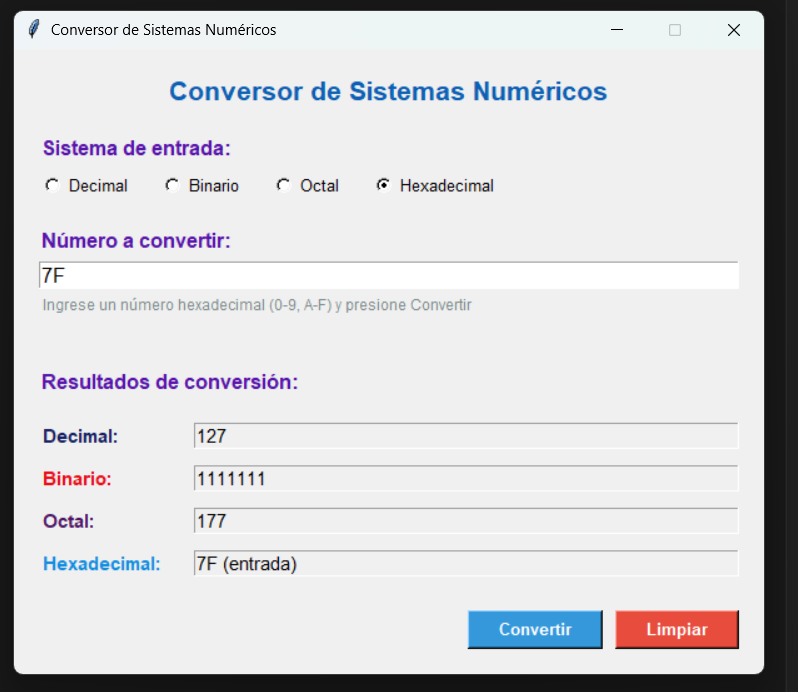 Conversor de Sistemas Numéricos
Conversor de Sistemas Numéricos
Sistema de entrada:
Decimal Binario Octal Hexadecimal
Número a convertir:
7F
Ingrese un número hexadecimal (0-9, A-F) y presione Convertir
Resultados de conversión:
Decimal: 127
Binario: 1111111
Octal: 177
Hexadecimal: 7F (entrada)
Convertir Limpiar